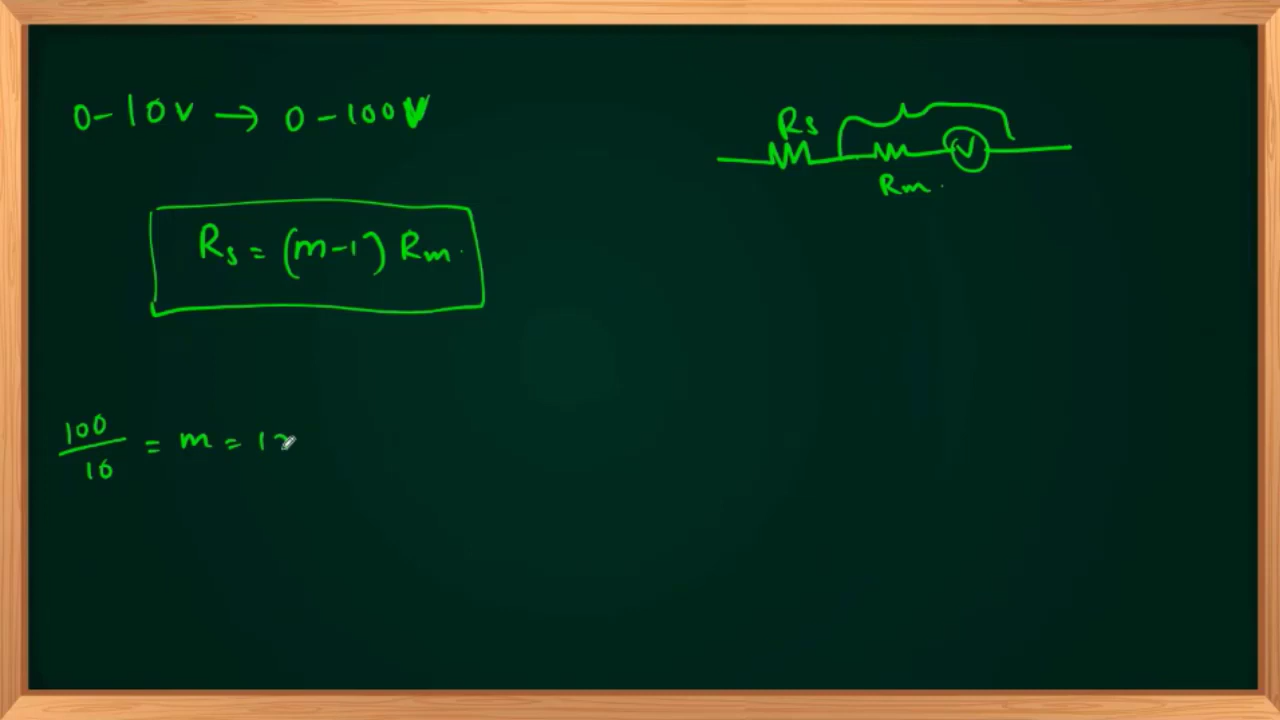 0-10V → 0-100V
Rs
V
Rm.
Rs = (m-1) Rm.
100
10
= m = 1